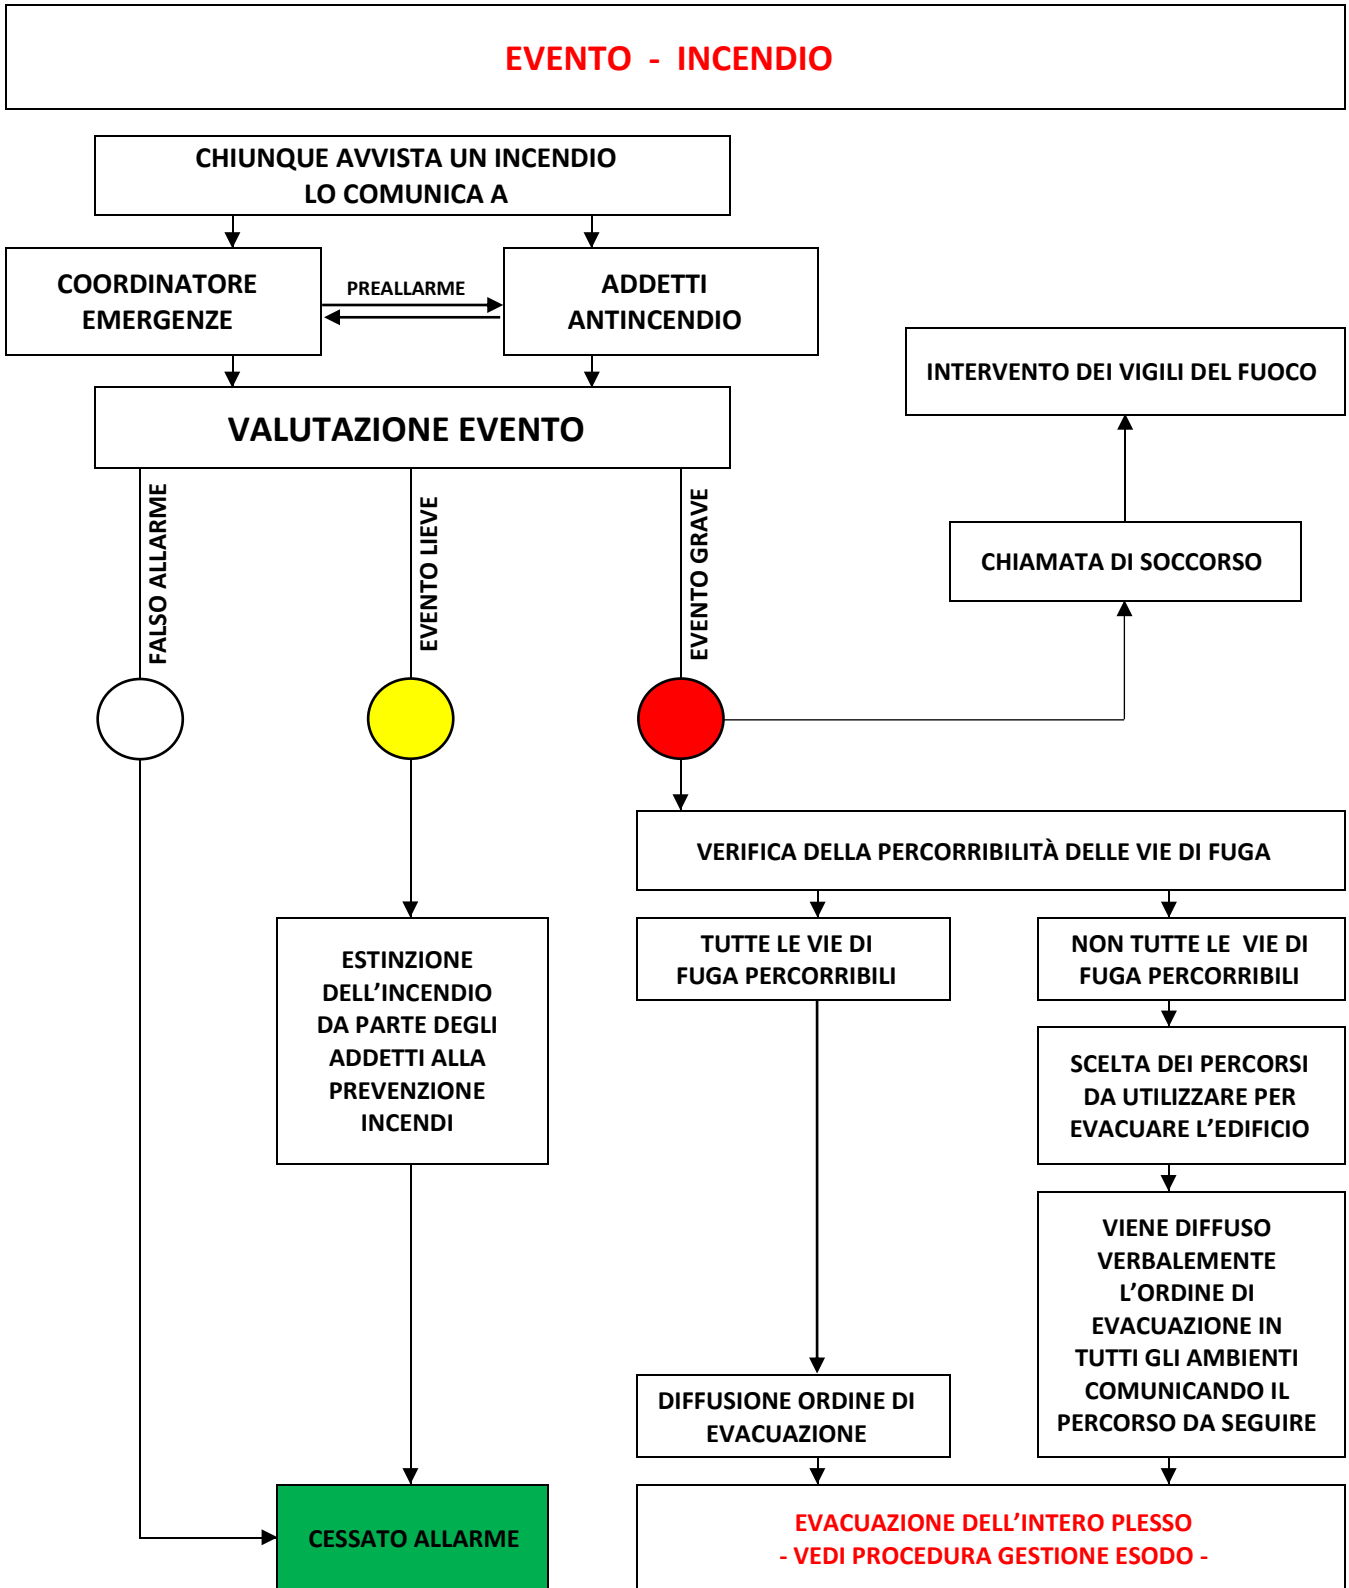 EVENTO - INCENDIO
CHIUNQUE AVVISTA UN INCENDIO
LO COMUNICA A
COORDINATORE
EMERGENZE
PREALLARME
ADDETTI
ANTINCENDIO
INTERVENTO DEI VIGILI DEL FUOCO
VALUTAZIONE EVENTO
FALSO ALLARME
EVENTO LIEVE
EVENTO GRAVE
CHIAMATA DI SOCCORSO
VERIFICA DELLA PERCORRIBILITÀ DELLE VIE DI FUGA
ESTINZIONE
DELL’INCENDIO
DA PARTE DEGLI
ADDETTI ALLA
PREVENZIONE
INCENDI
TUTTE LE VIE DI
FUGA PERCORRIBILI
NON TUTTE LE VIE DI
FUGA PERCORRIBILI
SCELTA DEI PERCORSI
DA UTILIZZARE PER
EVACUARE L’EDIFICIO
VIENE DIFFUSO
VERBALEMENTE
L’ORDINE DI
EVACUAZIONE IN
TUTTI GLI AMBIENTI
COMUNICANDO IL
PERCORSO DA SEGUIRE
DIFFUSIONE ORDINE DI
EVACUAZIONE
CESSATO ALLARME
EVACUAZIONE DELL’INTERO PLESSO
- VEDI PROCEDURA GESTIONE ESODO -